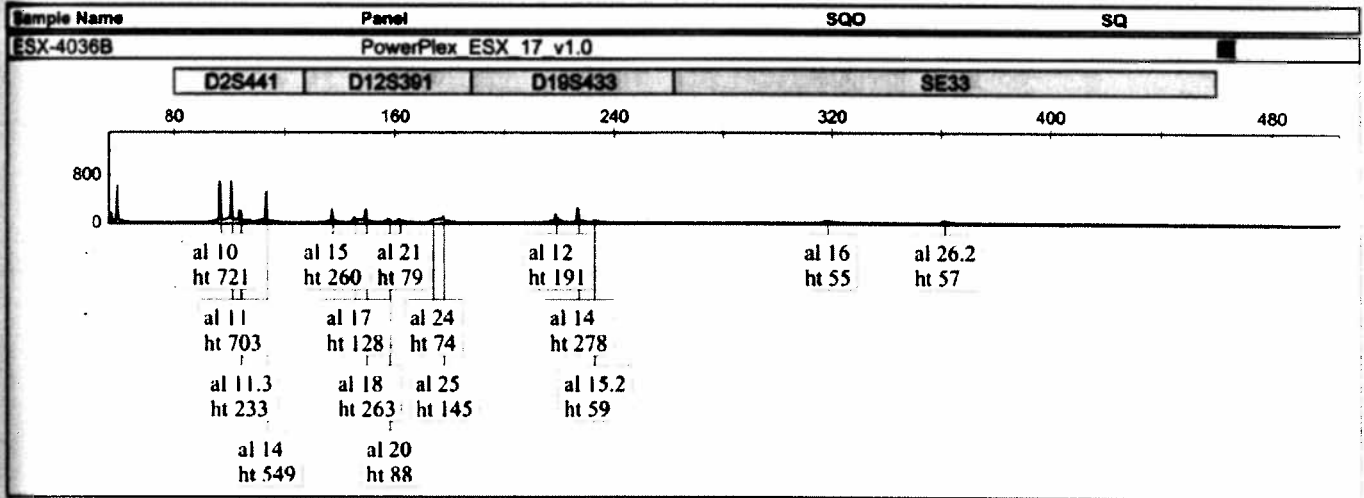 Sample Name Panel SQO SQ
ESX-4036B PowerPlex_ESX_17_v1.0
D2S441 D12S391 D19S433 SE33
80 160 240 320 400 480
800
0
al 10 al 15 al 21 al 12 al 16 al 26.2
ht 721 ht 260 ht 79 ht 191 ht 55 ht 57
al 11 al 17 al 24 al 14
ht 703 ht 128 ht 74 ht 278
al 11.3 al 18 al 25 al 15.2
ht 233 ht 263 ht 145 ht 59
al 14 al 20
ht 549 ht 88